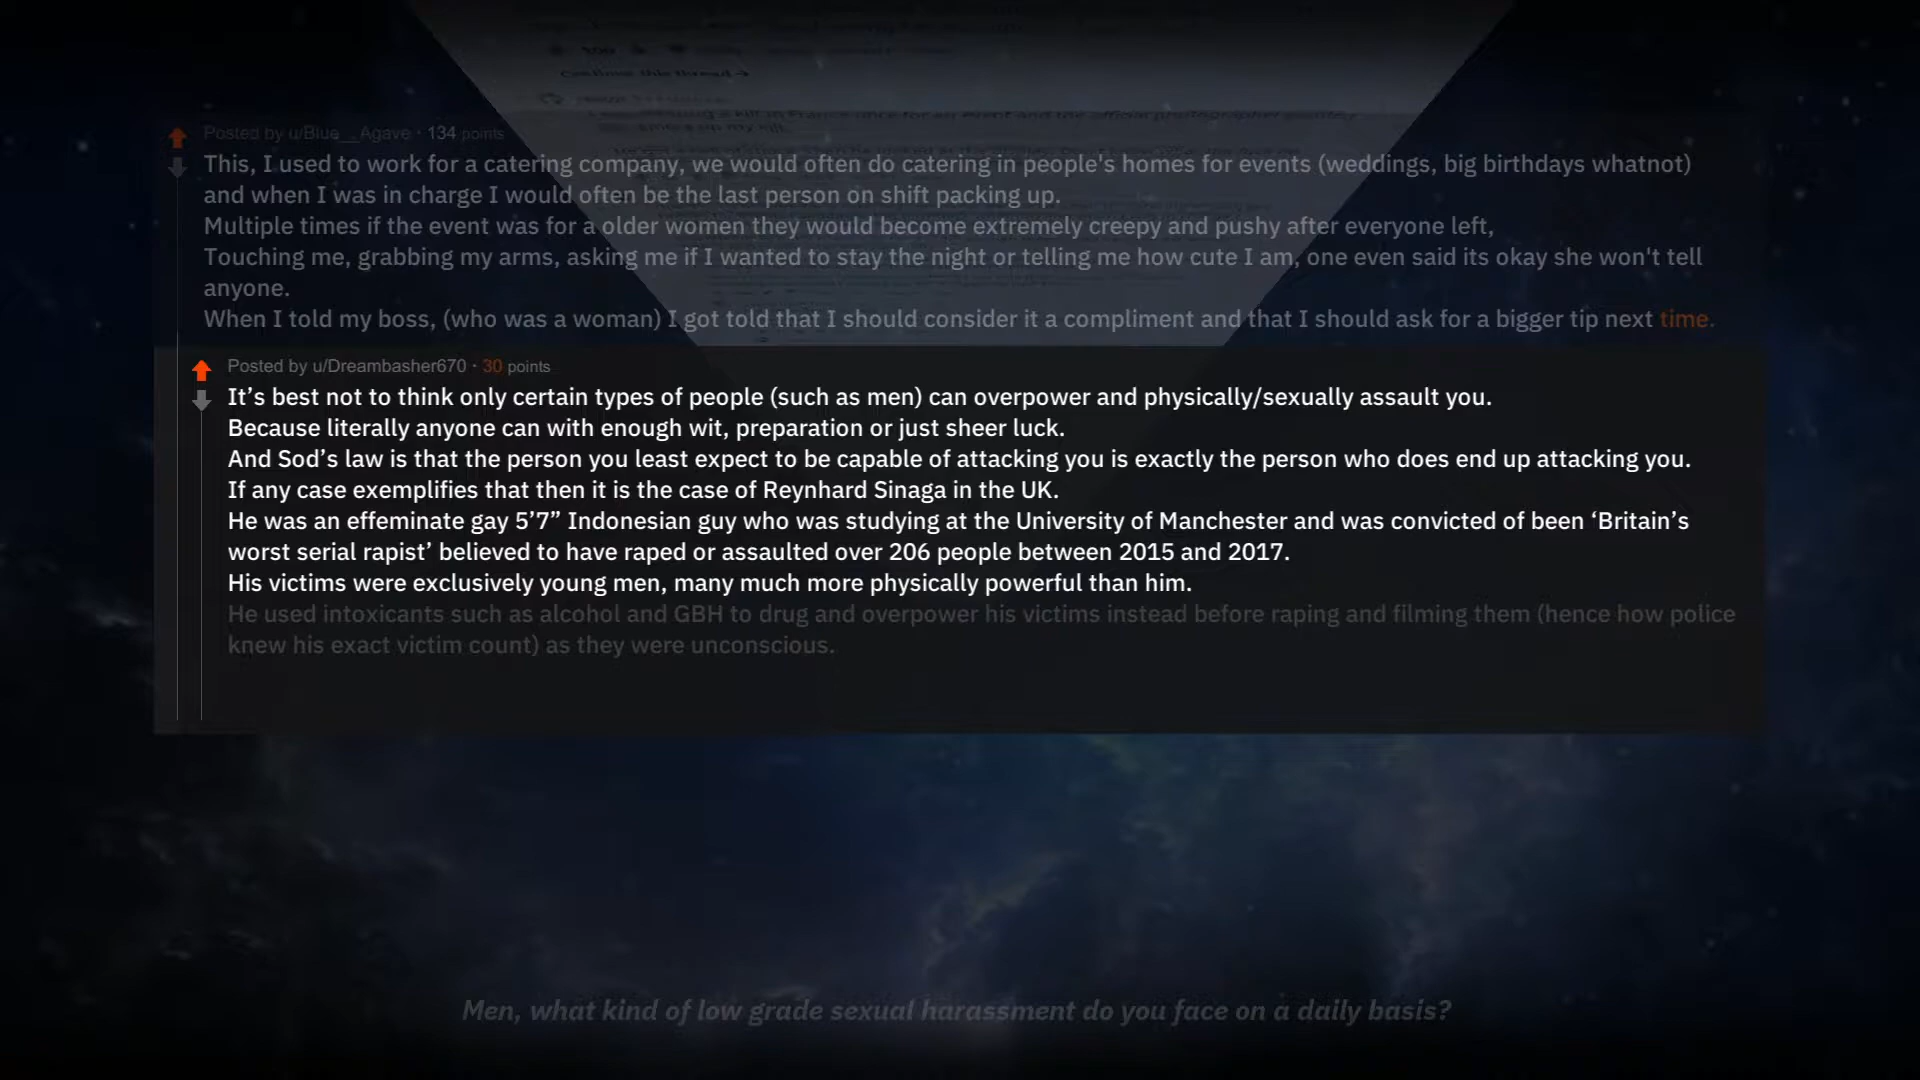 Continue this thread →
Posted by u/Blue__Agave · 134 points
This, I used to work for a catering company, we would often do catering in people's homes for events (weddings, big birthdays whatnot)
and when I was in charge I would often be the last person on shift packing up.
Multiple times if the event was for a older women they would become extremely creepy and pushy after everyone left,
Touching me, grabbing my arms, asking me if I wanted to stay the night or telling me how cute I am, one even said its okay she won't tell
anyone.
When I told my boss, (who was a woman) I got told that I should consider it a compliment and that I should ask for a bigger tip next time.
Posted by u/Dreambasher670 · 30 points
It’s best not to think only certain types of people (such as men) can overpower and physically/sexually assault you.
Because literally anyone can with enough wit, preparation or just sheer luck.
And Sod’s law is that the person you least expect to be capable of attacking you is exactly the person who does end up attacking you.
If any case exemplifies that then it is the case of Reynhard Sinaga in the UK.
He was an effeminate gay 5’7” Indonesian guy who was studying at the University of Manchester and was convicted of been ‘Britain’s
worst serial rapist’ believed to have raped or assaulted over 206 people between 2015 and 2017.
His victims were exclusively young men, many much more physically powerful than him.
He used intoxicants such as alcohol and GBH to drug and overpower his victims instead before raping and filming them (hence how police
knew his exact victim count) as they were unconscious.
Men, what kind of low grade sexual harassment do you face on a daily basis?